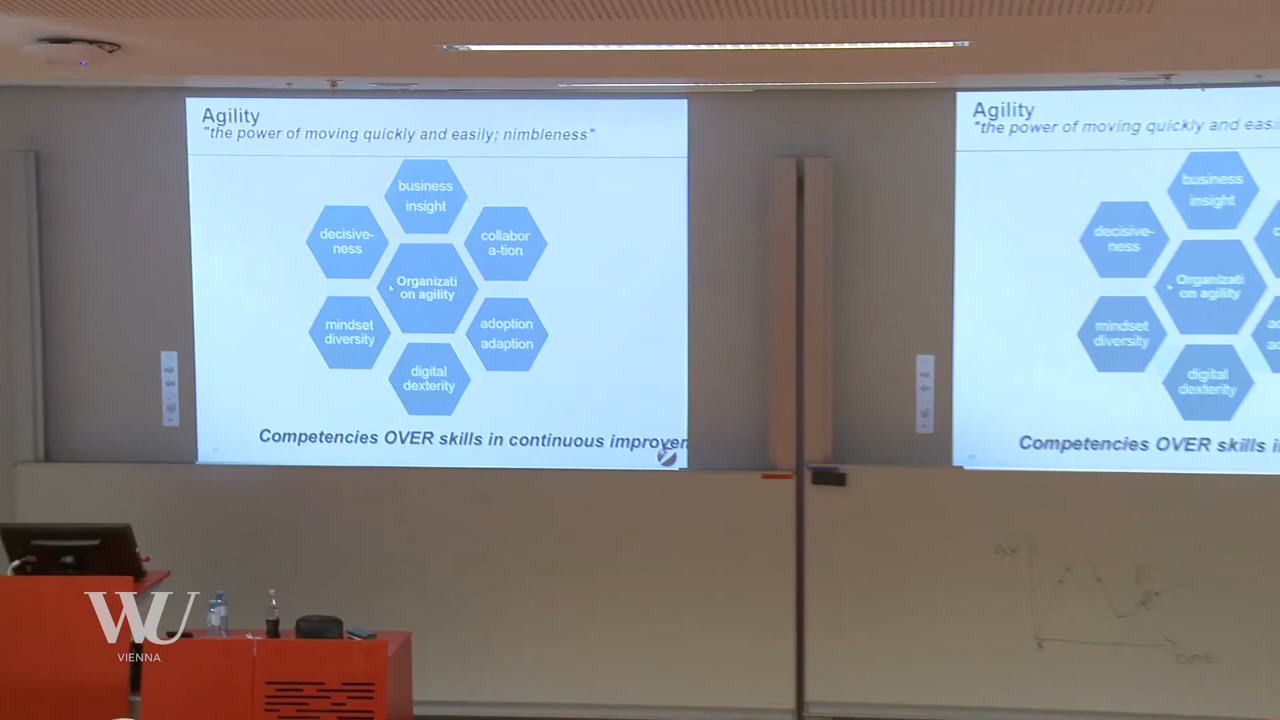 Agility
"the power of moving quickly and easily; nimbleness"
business
insight
decisive-
ness
collabor
a-tion
Organizati
on agility
mindset
diversity
adoption
adaption
digital
dexterity
Competencies OVER skills in continuous improvem
Agility
"the power of moving quickly and easi
business
insight
decisive-
ness
Organizati
on agility
mindset
diversity
digital
dexterity
Competencies OVER skills i
WU
VIENNA